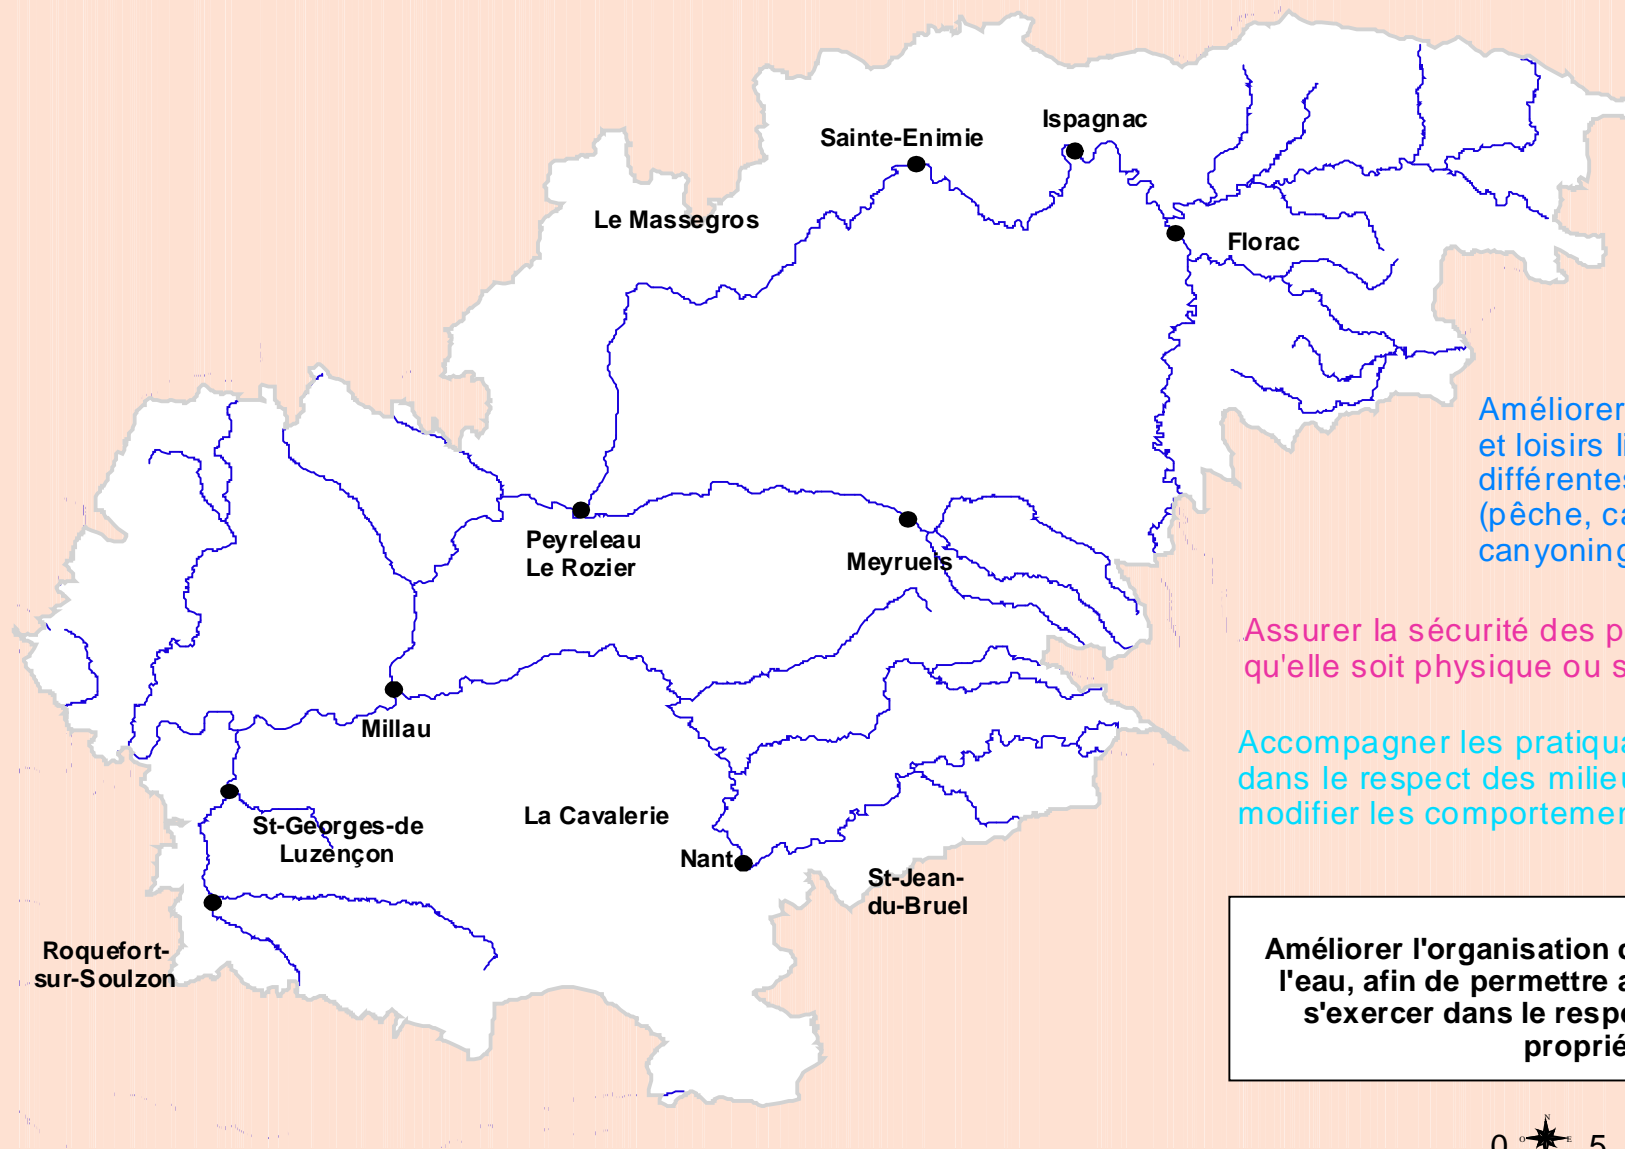 Ispagnac
Sainte-Enimie
Le Massegros
Florac
Améliorer
et loisirs li
différentes
(pêche, ca
canyoning
Peyreleau
Le Rozier
Meyrueis
Assurer la sécurité des p
qu'elle soit physique ou s
Millau
Accompagner les pratiqua
dans le respect des milieu
modifier les comportemen
La Cavalerie
St-Georges-de
Luzençon
Nant
St-Jean-
du-Bruel
Roquefort-
sur-Soulzon
Améliorer l'organisation d
l'eau, afin de permettre a
s'exercer dans le respe
proprié
N
0 O E 5